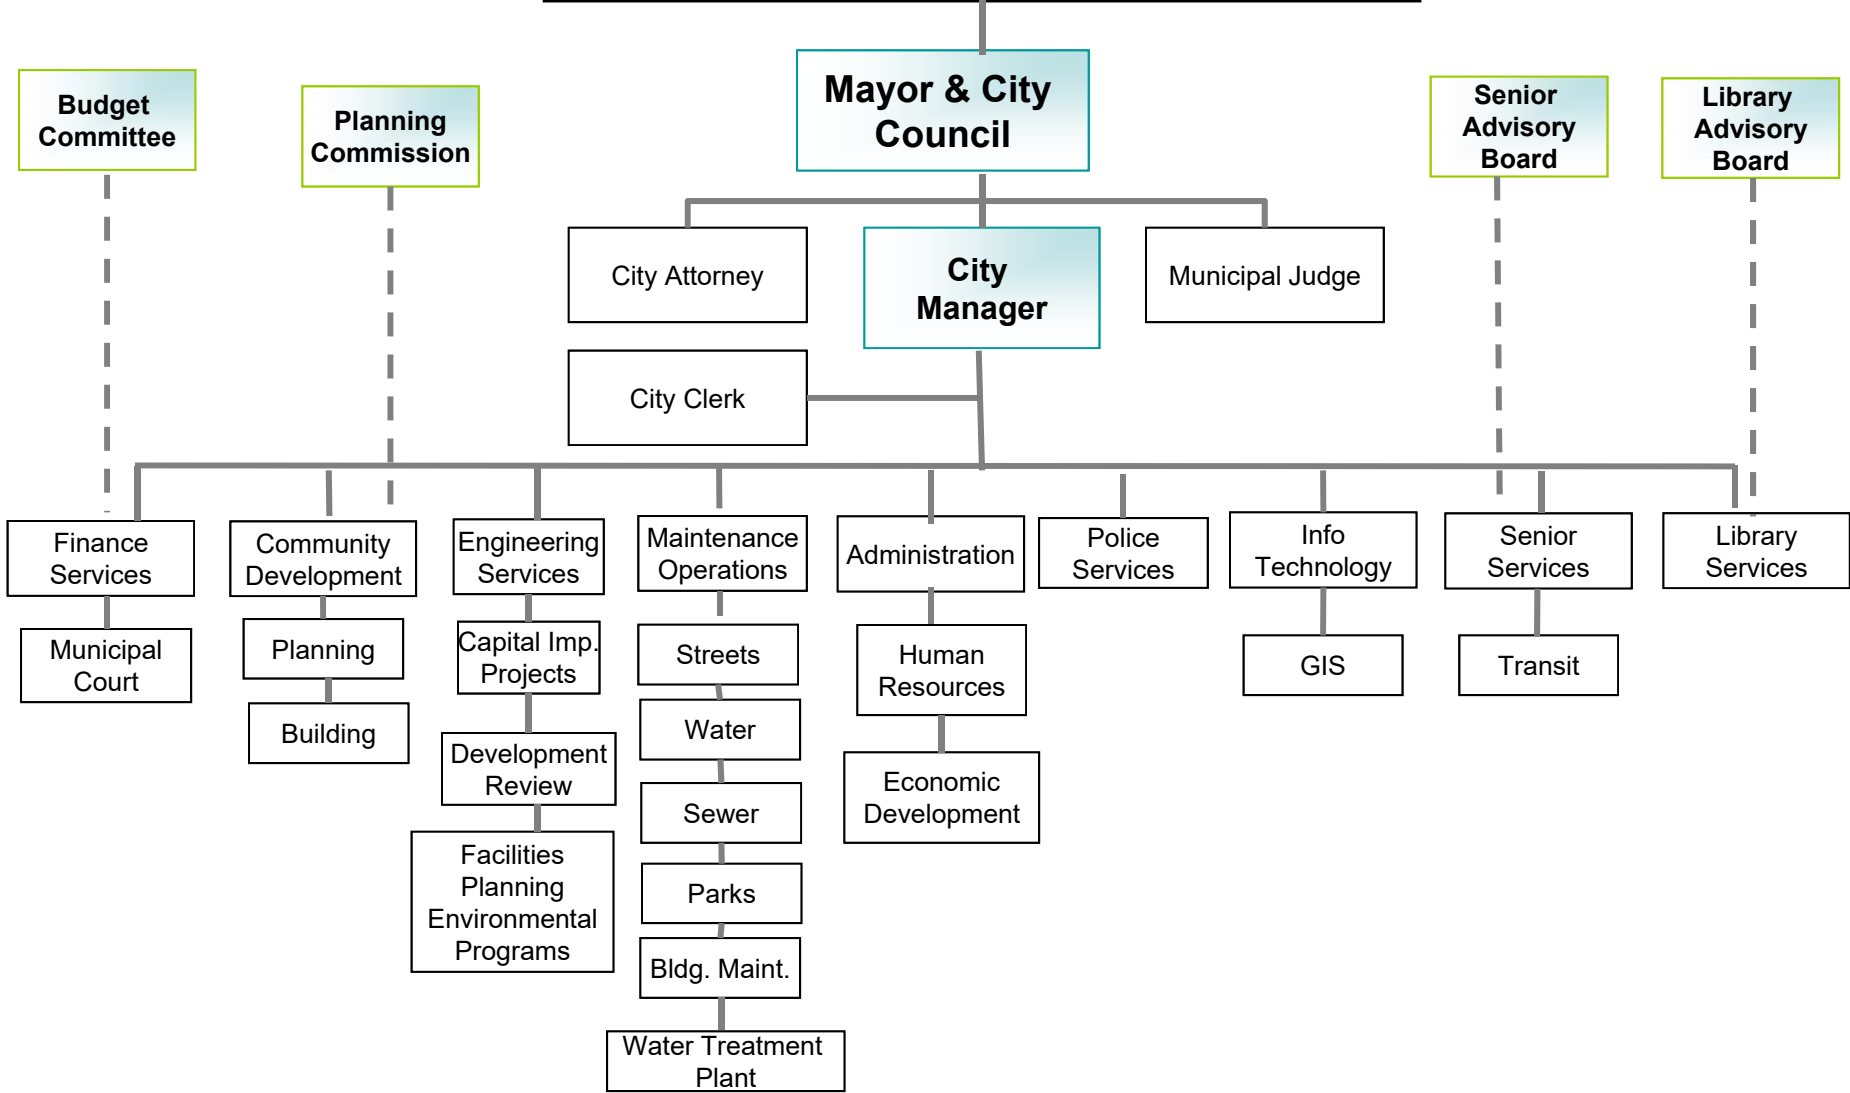 Mayor & City
Council
Budget
Committee
Planning
Commission
Senior
Advisory
Board
Library
Advisory
Board
City Attorney
City
Manager
Municipal Judge
City Clerk
Finance
Services
Community
Development
Engineering
Services
Maintenance
Operations
Administration
Police
Services
Info
Technology
Senior
Services
Library
Services
Municipal
Court
Planning
Building
Capital Imp.
Projects
Development
Review
Facilities
Planning
Environmental
Programs
Streets
Water
Sewer
Parks
Bldg. Maint.
Water Treatment
Plant
Human
Resources
Economic
Development
GIS
Transit